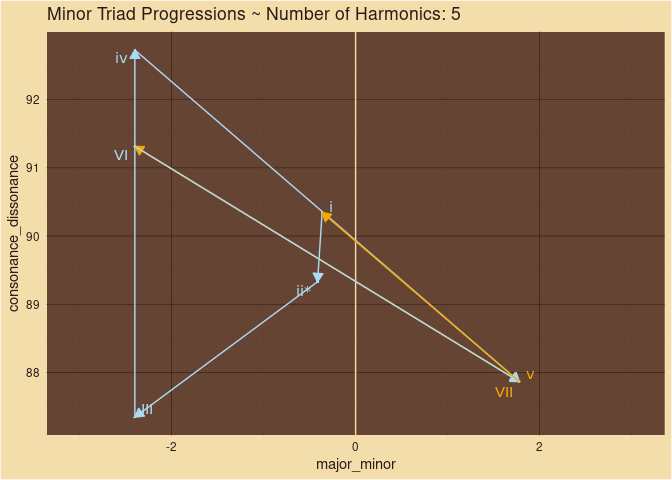 Minor Triad Progressions ~ Number of Harmonics: 5
consonance_dissonance
92
91
90
89
88
iv
VI
i
ii*
III
v
VII
-2
0
2
major_minor